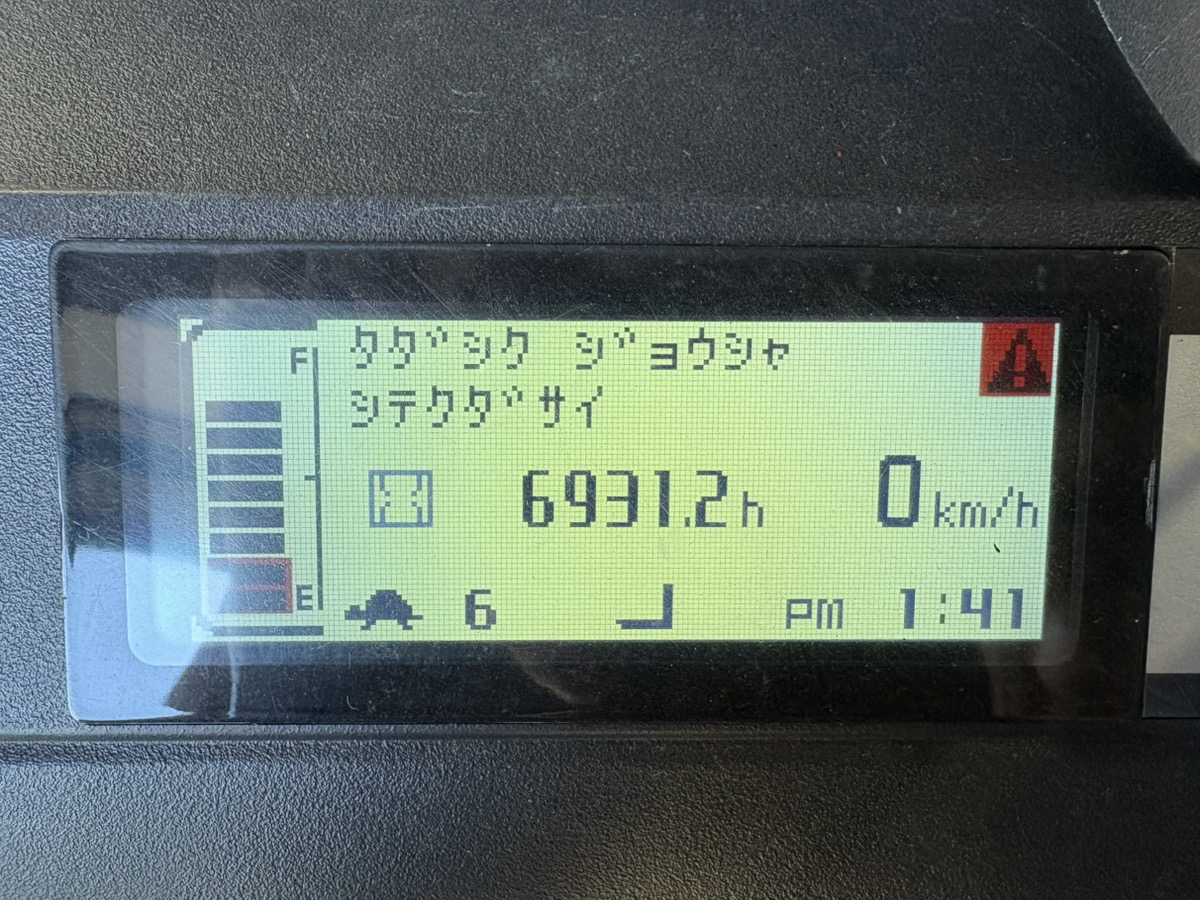 F
タダシク ジョウシャ
シテクダサイ
6931.2h
0km/h
E
6
PM 1:41